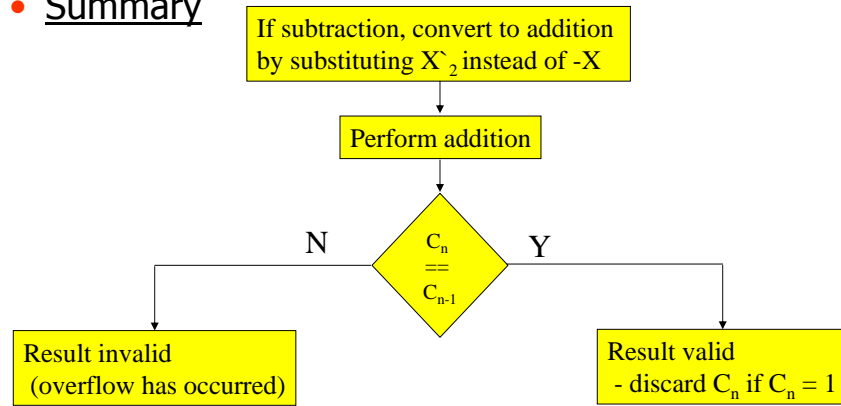 • Summary
If subtraction, convert to addition
by substituting X`₂ instead of -X
Perform addition
N
Cₙ
==
Cₙ₋₁
Y
Result invalid
(overflow has occurred)
Result valid
- discard Cₙ if Cₙ = 1